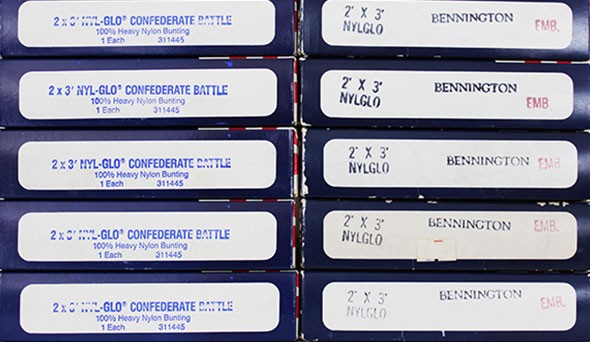 2 x 3' NYL-GLO® CONFEDERATE BATTLE
100% Heavy Nylon Bunting
1 Each 311445
2 x 3' NYL-GLO® CONFEDERATE BATTLE
100% Heavy Nylon Bunting
1 Each 311445
2 x 3' NYL-GLO® CONFEDERATE BATTLE
100% Heavy Nylon Bunting
1 Each 311445
2 x 3' NYL-GLO® CONFEDERATE BATTLE
100% Heavy Nylon Bunting
1 Each 311445
2 x 3' NYL-GLO® CONFEDERATE BATTLE
100% Heavy Nylon Bunting
1 Each 311445
2' X 3' BENNINGTON
NYLGLO EMB.
2' X 3' BENNINGTON
NYLGLO EMB
2' X 3' BENNINGTON EMB.
NYLGLO
2' X 3' BENNINGTON EMB.
NYLGLO
2' X 3' BENNINGTON EMB.
NYLGLO